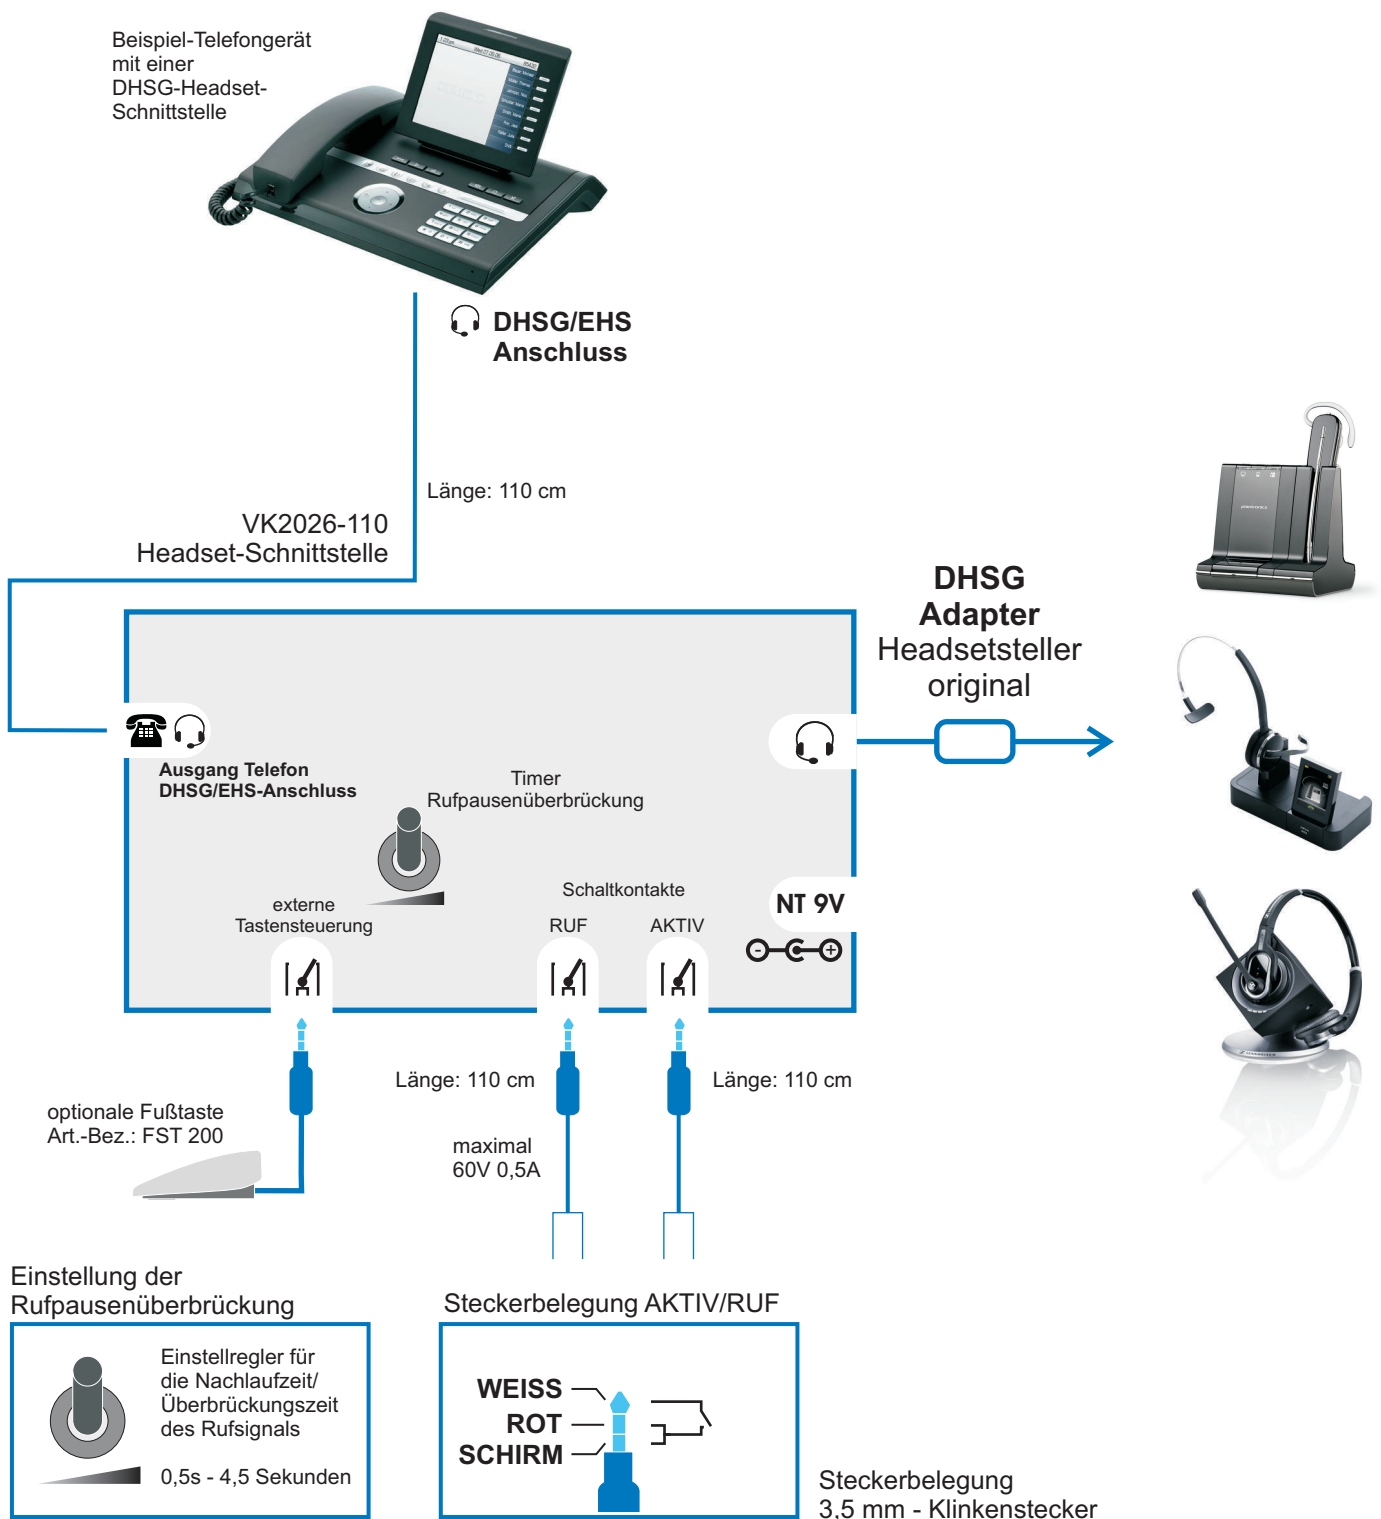 Beispiel-Telefongerät
mit einer
DHSG-Headset-
Schnittstelle
DHSG/EHS
Anschluss
Länge: 110 cm
VK2026-110
Headset-Schnittstelle
DHSG
Adapter
Headsetsteller
original
Ausgang Telefon
DHSG/EHS-Anschluss
Timer
Rufpausenüberbrückung
externe
Tastensteuerung
Schaltkontakte
RUF
AKTIV
NT 9V
Länge: 110 cm
Länge: 110 cm
optionale Fußtaste
Art.-Bez.: FST 200
maximal
60V 0,5A
Einstellung der
Rufpausenüberbrückung
Einstellregler für
die Nachlaufzeit/
Überbrückungszeit
des Rufsignals
0,5s - 4,5 Sekunden
Steckerbelegung AKTIV/RUF
WEISS
ROT
SCHIRM
Steckerbelegung
3,5 mm - Klinkenstecker